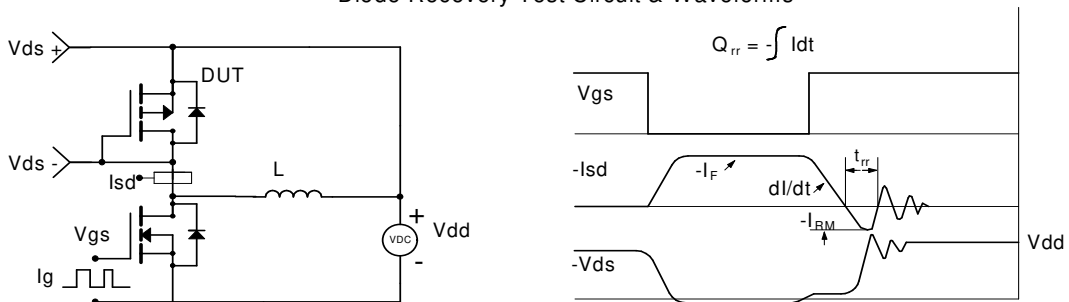 Diode Recovery Test Circuit & Waveforms
Vds +
DUT
Vds -
Isd
L
Vgs
Ig
+
VDC
-
Vdd
Q rr = -∫ Idt
Vgs
-Isd
-I F
dI/dt
t rr
-I RM
Vdd
-Vds